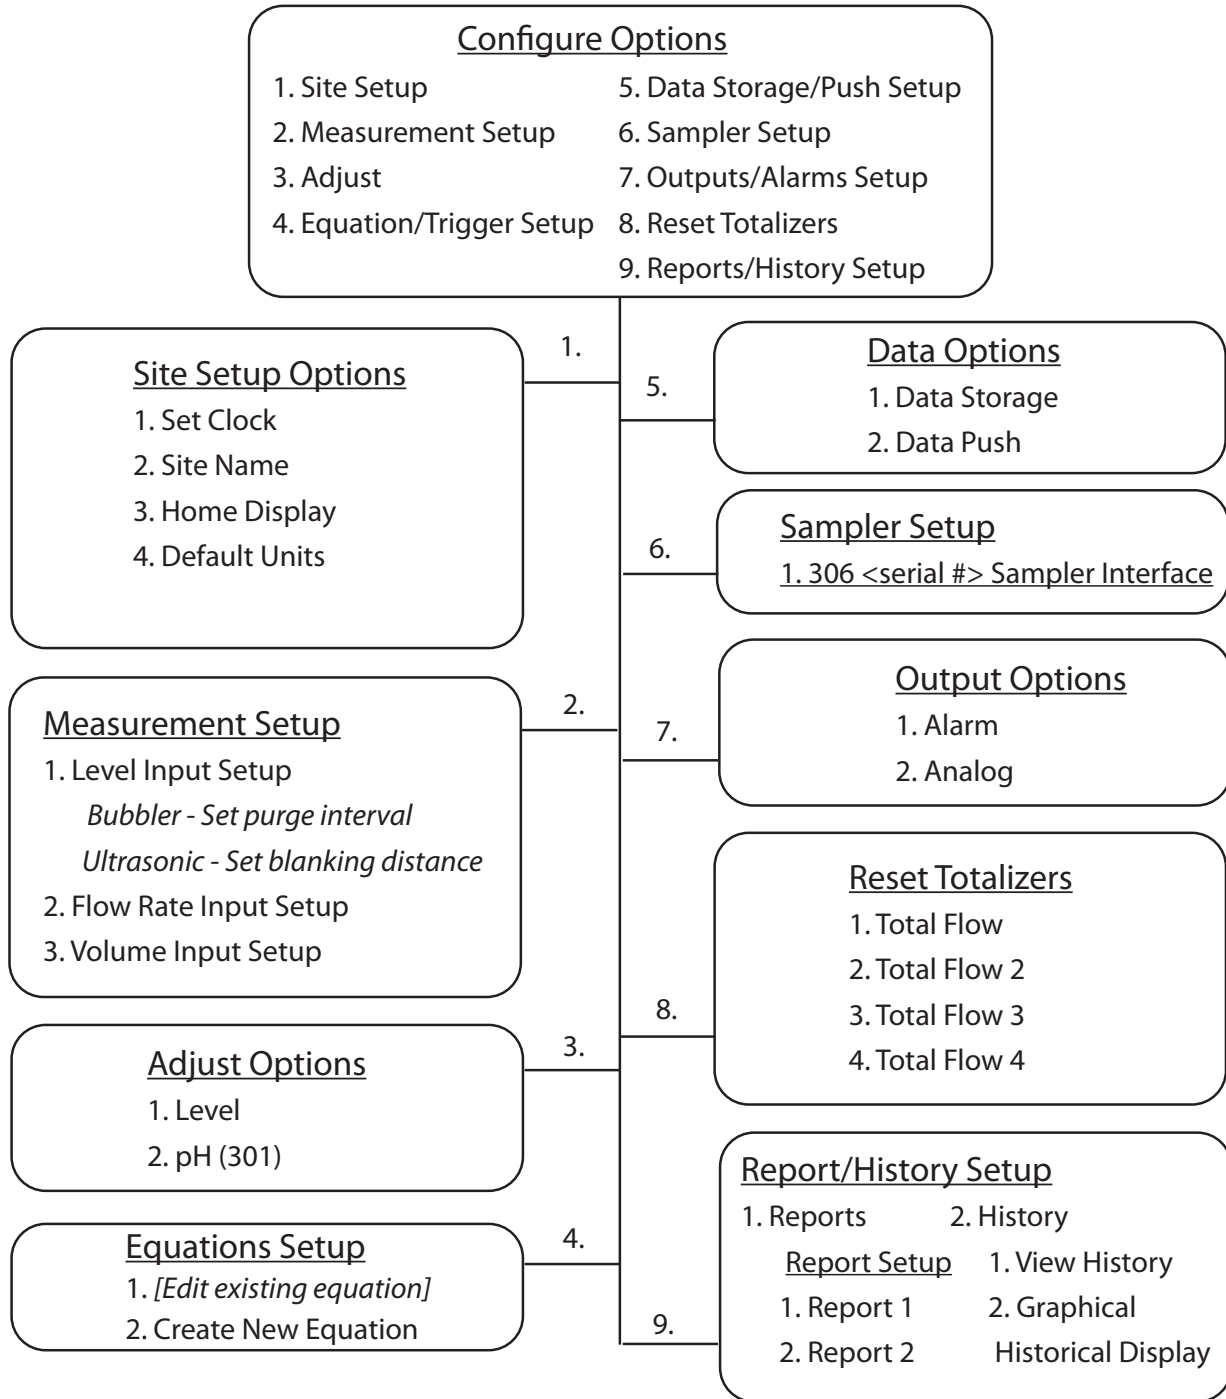 Configure Options
1. Site Setup
2. Measurement Setup
3. Adjust
4. Equation/Trigger Setup
5. Data Storage/Push Setup
6. Sampler Setup
7. Outputs/Alarms Setup
8. Reset Totalizers
9. Reports/History Setup
1.
Site Setup Options
1. Set Clock
2. Site Name
3. Home Display
4. Default Units
2.
Measurement Setup
1. Level Input Setup
Bubbler - Set purge interval
Ultrasonic - Set blanking distance
2. Flow Rate Input Setup
3. Volume Input Setup
3.
Adjust Options
1. Level
2. pH (301)
4.
Equations Setup
1. [Edit existing equation]
2. Create New Equation
5.
Data Options
1. Data Storage
2. Data Push
6.
Sampler Setup
1. 306 <serial #> Sampler Interface
7.
Output Options
1. Alarm
2. Analog
8.
Reset Totalizers
1. Total Flow
2. Total Flow 2
3. Total Flow 3
4. Total Flow 4
9.
Report/History Setup
1. Reports
Report Setup
1. Report 1
2. Report 2
2. History
1. View History
2. Graphical
Historical Display